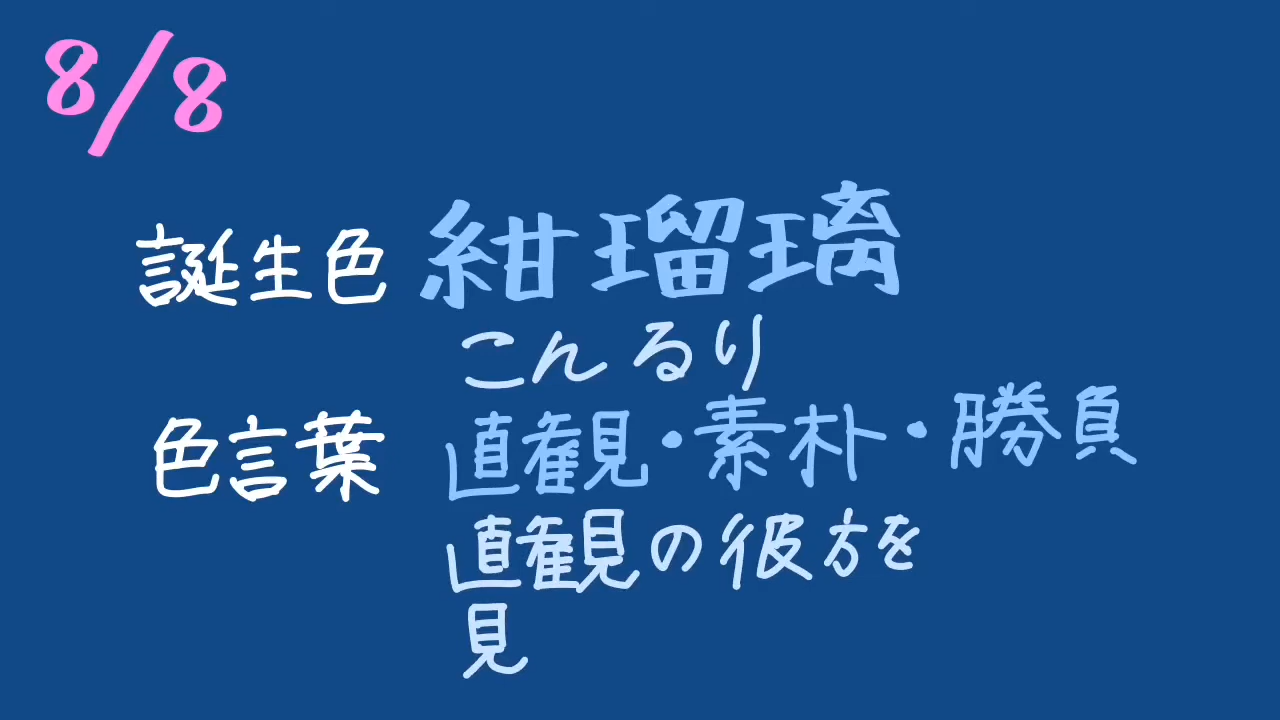 8/8
誕生色 紺瑠璃
こんるり
色言葉 直観・素朴・勝負
直観の彼方を
見